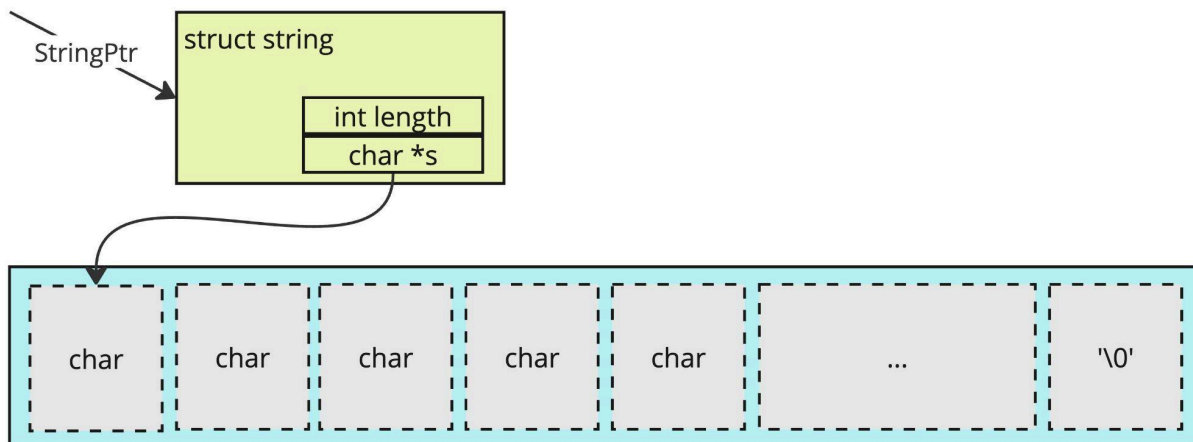 StringPtr
struct string
int length
char *s
char
char
char
char
char
...
'\0'